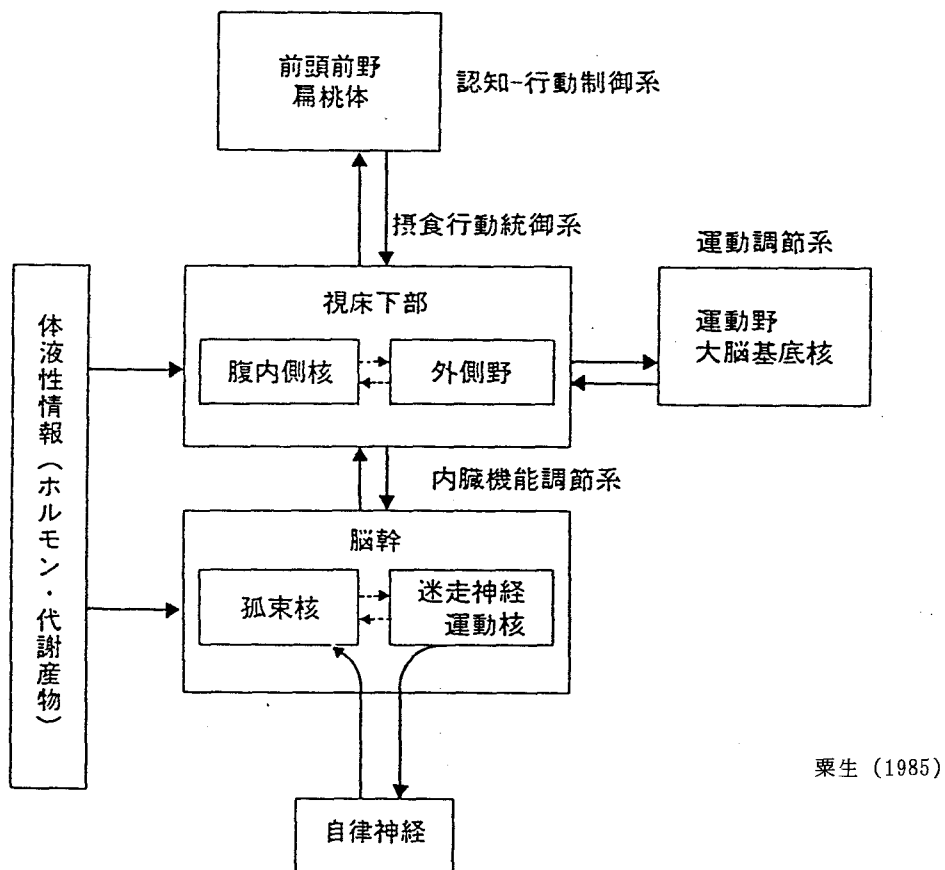 前頭前野
扁桃体
認知-行動制御系
摂食行動統御系
運動調節系
視床下部
腹内側核
外側野
運動野
大脳基底核
体液性情報（ホルモン・代謝産物）
内臓機能調節系
脳幹
孤束核
迷走神経
運動核
粟生 (1985)
自律神経